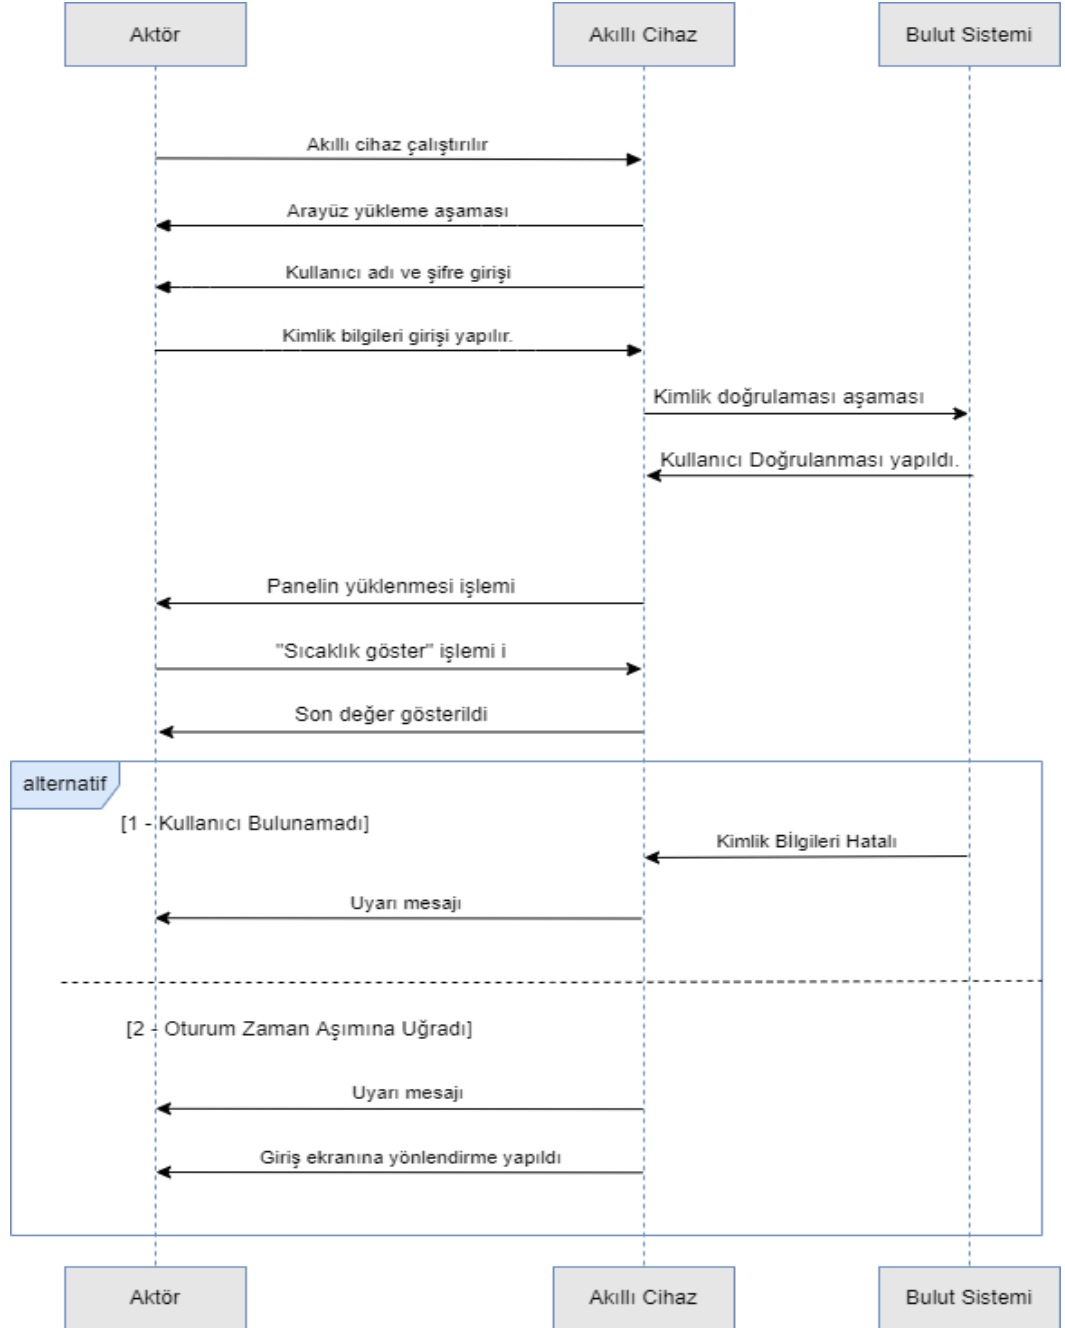 Aktör
Akıllı Cihaz
Bulut Sistemi
Akıllı cihaz çalıştırılır
Arayüz yükleme aşaması
Kullanıcı adı ve şifre girişi
Kimlik bilgileri girişi yapılır.
Kimlik doğrulaması aşaması
Kullanıcı Doğrulanması yapıldı.
Panelin yüklenmesi işlemi
"Sıcaklık göster" işlemi i
Son değer gösterildi
alternatif
[1 - Kullanıcı Bulunamadı]
Kimlik Bİlgileri Hatalı
Uyarı mesajı
[2 - Oturum Zaman Aşımına Uğradı]
Uyarı mesajı
Giriş ekranına yönlendirme yapıldı
Aktör
Akıllı Cihaz
Bulut Sistemi